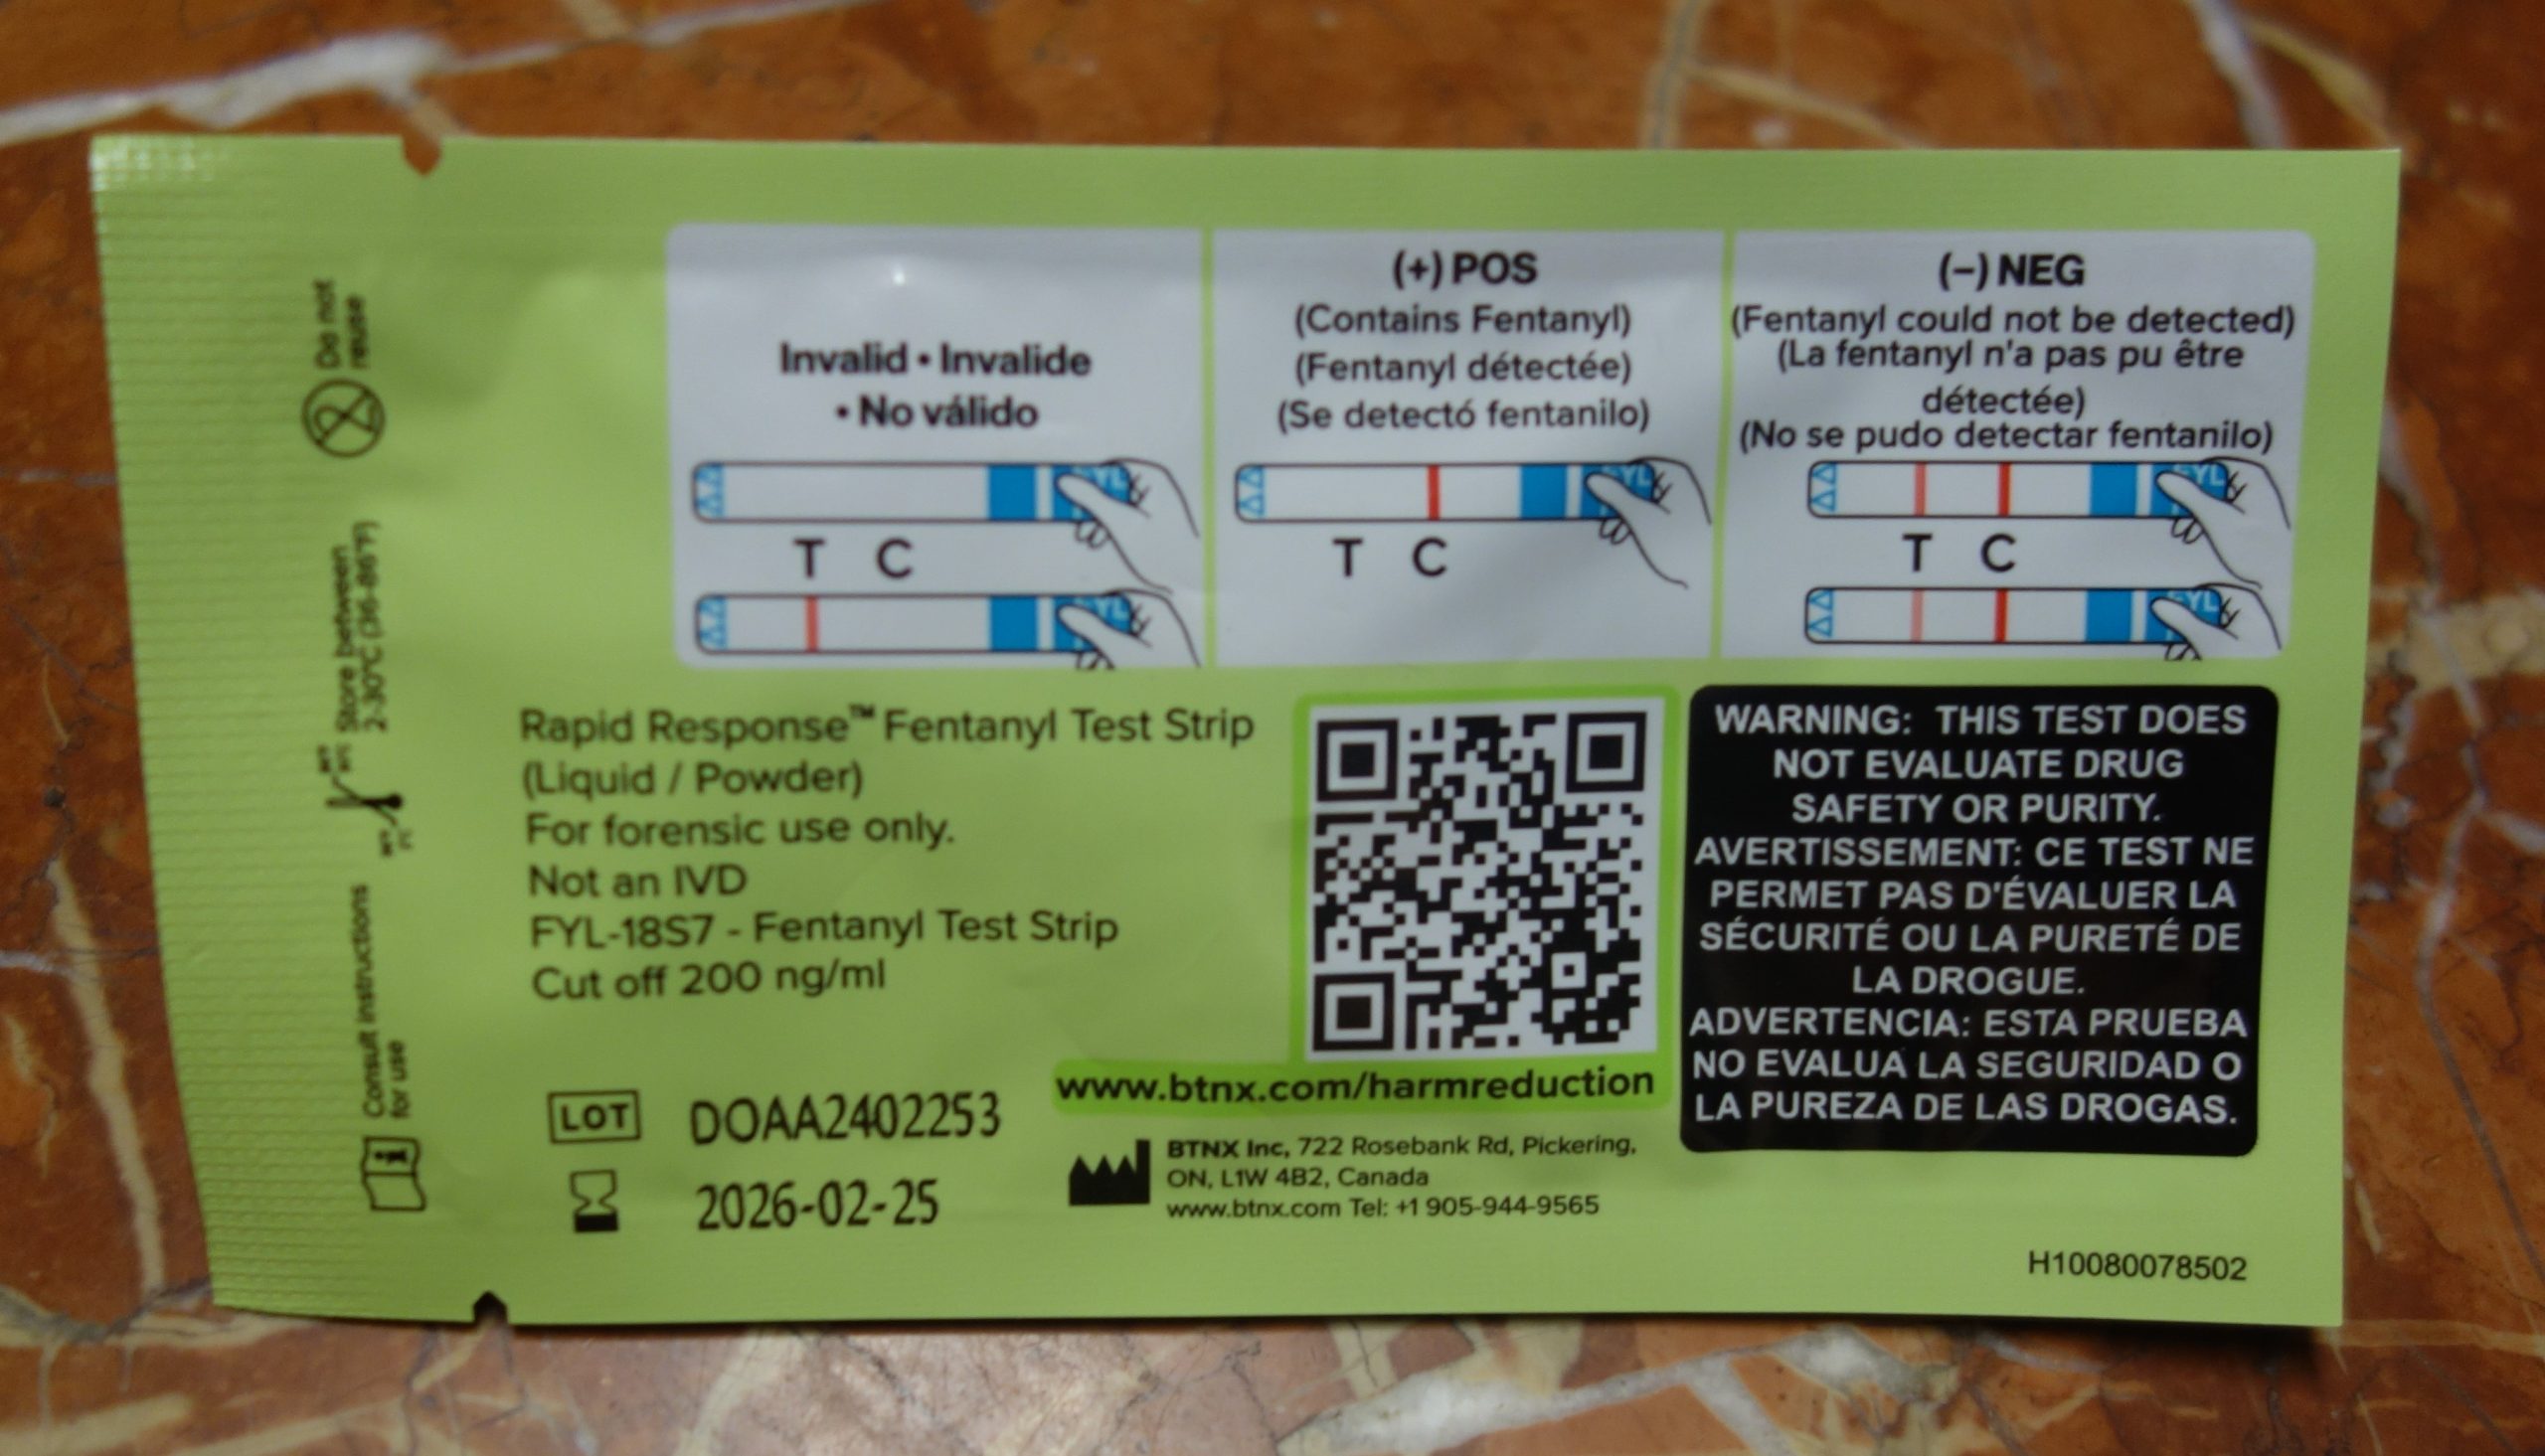 Do not
reuse
Store between
2-30°C (36-86°F)
Consult instructions
for use
Invalid • Invalide
• No válido
FYL
T C
FYL
(+) POS
(Contains Fentanyl)
(Fentanyl détectée)
(Se detectó fentanilo)
FYL
T C
(–) NEG
(Fentanyl could not be detected)
(La fentanyl n'a pas pu être
détectée)
(No se pudo detectar fentanilo)
FYL
T C
FYL
Rapid Response™ Fentanyl Test Strip
(Liquid / Powder)
For forensic use only.
Not an IVD
FYL-18S7 - Fentanyl Test Strip
Cut off 200 ng/ml
LOT DOAA2402253
2026-02-25
www.btnx.com/harmreduction
BTNX Inc, 722 Rosebank Rd, Pickering,
ON, L1W 4B2, Canada
www.btnx.com Tel: +1 905-944-9565
WARNING: THIS TEST DOES
NOT EVALUATE DRUG
SAFETY OR PURITY.
AVERTISSEMENT: CE TEST NE
PERMET PAS D'ÉVALUER LA
SÉCURITÉ OU LA PURETÉ DE
LA DROGUE.
ADVERTENCIA: ESTA PRUEBA
NO EVALUA LA SEGURIDAD O
LA PUREZA DE LAS DROGAS.
H10080078502